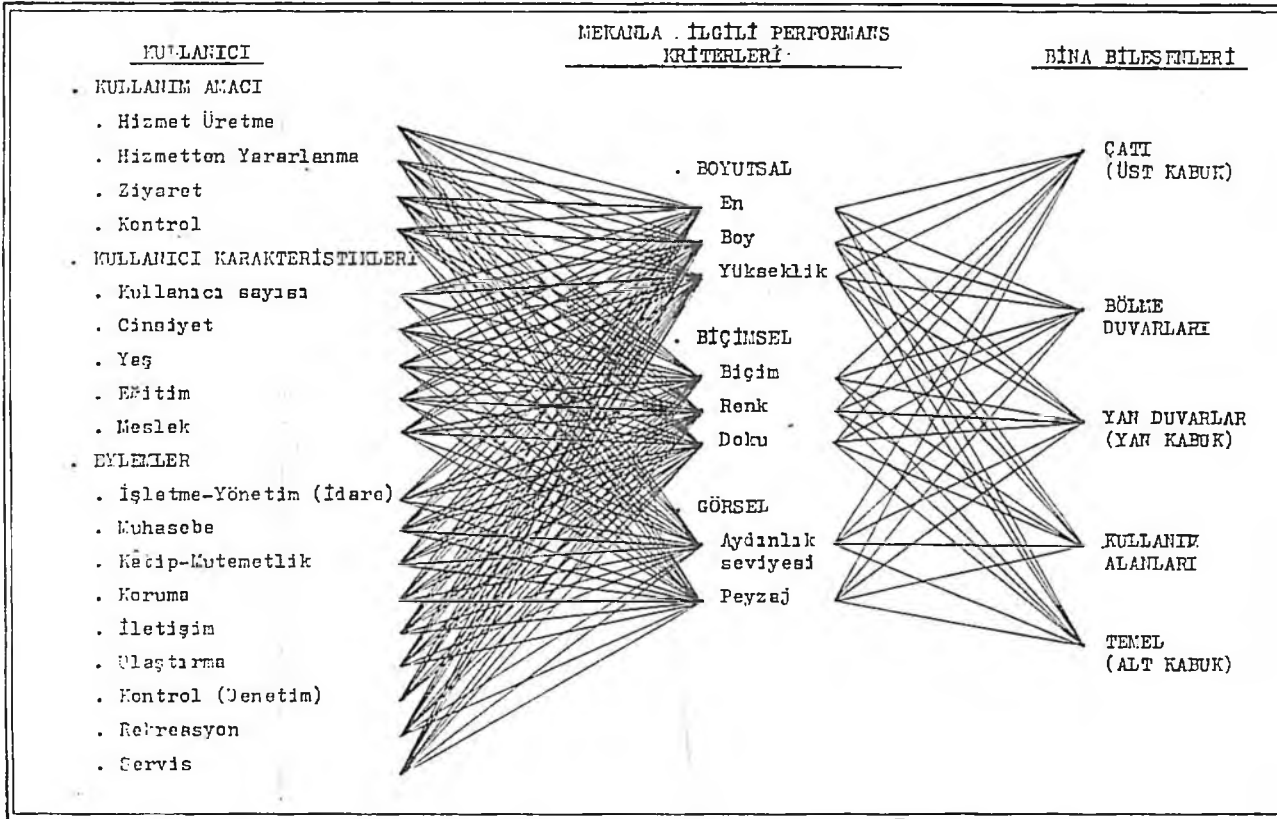 KULLANICI
. KULLANIM AMACI
. Hizmet Üretme
. Hizmetten Yararlanma
. Ziyaret
. Kontrol
. KULLANICI KARAKTERİSTİKLERİ
. Kullanıcı sayısı
. Cinsiyet
. Yaş
. Eğitim
. Meslek
. EYLEMLER
. İşletme-Yönetim (İdare)
. Muhasebe
. Katip-Mutemetlik
. Koruma
. İletişim
. Ulaştırma
. Kontrol (Denetim)
. Rekreasyon
. Servis
MEKANLA . İLGİLİ PERFORMANS
KRİTERLERİ
. BOYUTSAL
En
Boy
Yükseklik
. BİÇİMSEL
Biçim
Renk
Doku
. GÖRSEL
Aydınlık
seviyesi
Peyzaj
BİNA BİLEŞENLERİ
ÇATI
(ÜST KABUK)
BÖLME
DUVARLARI
YAN DUVARLAR
(YAN KABUK)
KULLANIM
ALANLARI
TEMEL
(ALT KABUK)